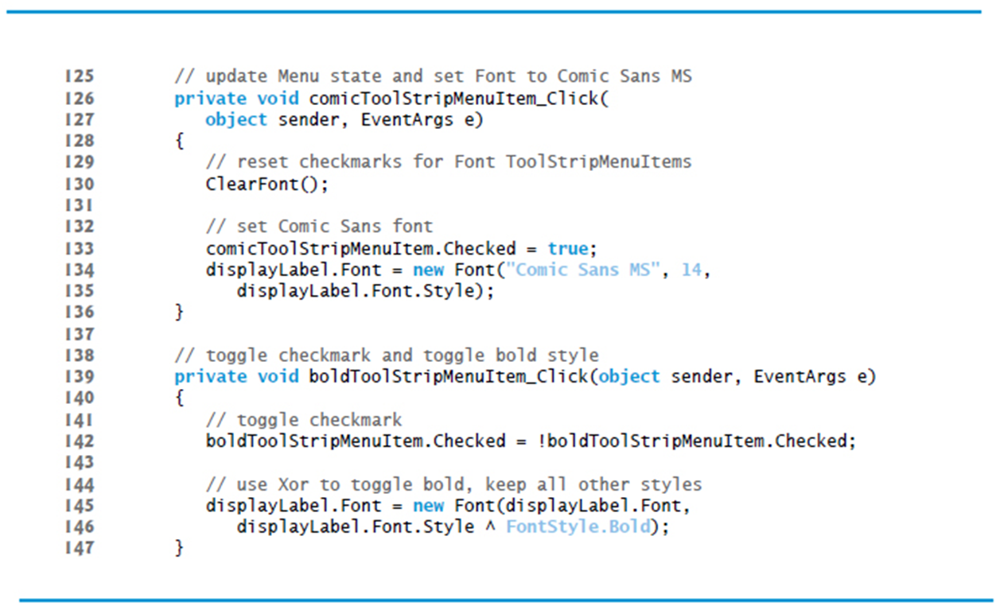 125 // update Menu state and set Font to Comic Sans MS
126 private void comicToolStripMenuItem_Click(
127 object sender, EventArgs e)
128 {
129 // reset checkmarks for Font ToolStripMenuItems
130 ClearFont();
131
132 // set Comic Sans font
133 comicToolStripMenuItem.Checked = true;
134 displayLabel.Font = new Font("Comic Sans MS", 14,
135 displayLabel.Font.Style);
136 }
137
138 // toggle checkmark and toggle bold style
139 private void boldToolStripMenuItem_Click(object sender, EventArgs e)
140 {
141 // toggle checkmark
142 boldToolStripMenuItem.Checked = !boldToolStripMenuItem.Checked;
143
144 // use Xor to toggle bold, keep all other styles
145 displayLabel.Font = new Font(displayLabel.Font,
146 displayLabel.Font.Style ^ FontStyle.Bold);
147 }